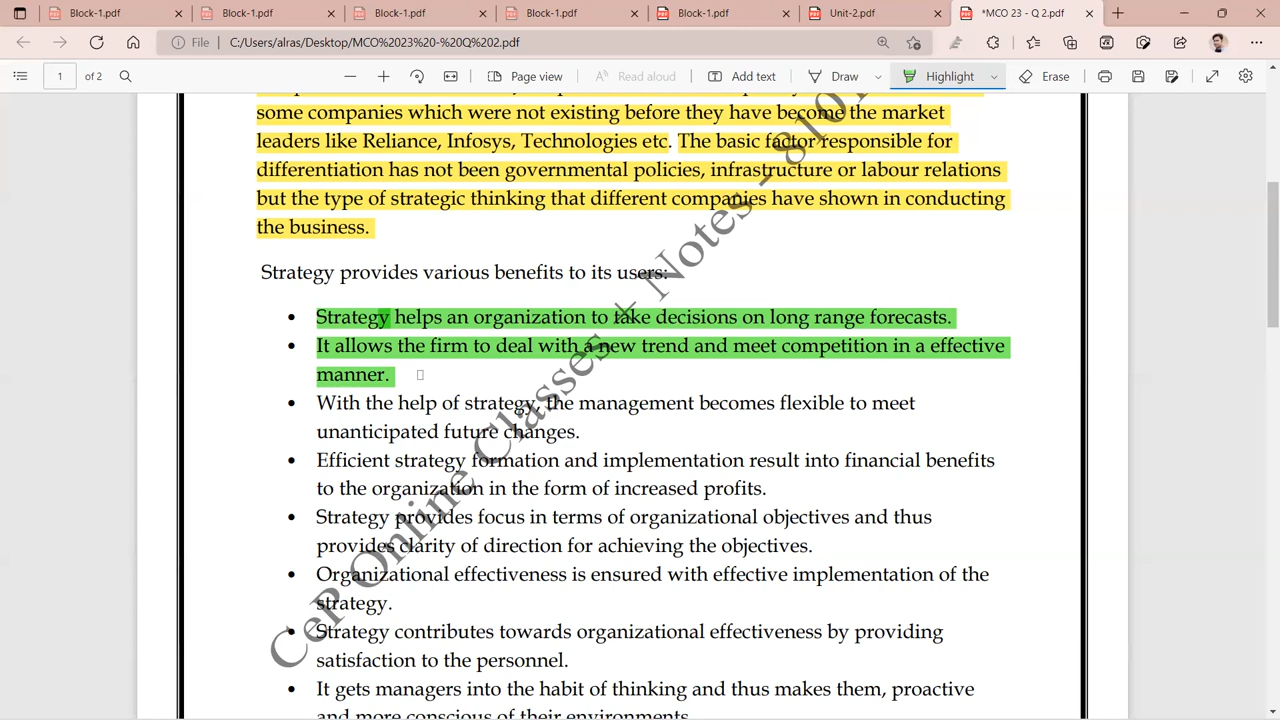 Block-1.pdf
Block-1.pdf
Block-1.pdf
Block-1.pdf
Block-1.pdf
Unit-2.pdf
*MCO 23 - Q 2.pdf
File
C:/Users/alras/Desktop/MCO%2023%20-%20Q%202.pdf
1 of 2
Page view
Read aloud
Add text
Draw
Highlight
Erase
some companies which were not existing before they have become the market
leaders like Reliance, Infosys, Technologies etc. The basic factor responsible for
differentiation has not been governmental policies, infrastructure or labour relations
but the type of strategic thinking that different companies have shown in conducting
the business.
Strategy provides various benefits to its users:
• Strategy helps an organization to take decisions on long range forecasts.
• It allows the firm to deal with a new trend and meet competition in a effective
manner.
• With the help of strategy, the management becomes flexible to meet
unanticipated future changes.
• Efficient strategy formation and implementation result into financial benefits
to the organization in the form of increased profits.
• Strategy provides focus in terms of organizational objectives and thus
provides clarity of direction for achieving the objectives.
• Organizational effectiveness is ensured with effective implementation of the
strategy.
• Strategy contributes towards organizational effectiveness by providing
satisfaction to the personnel.
• It gets managers into the habit of thinking and thus makes them, proactive
and more conscious of their environments.
CeP Online Classes + Notes - 8101